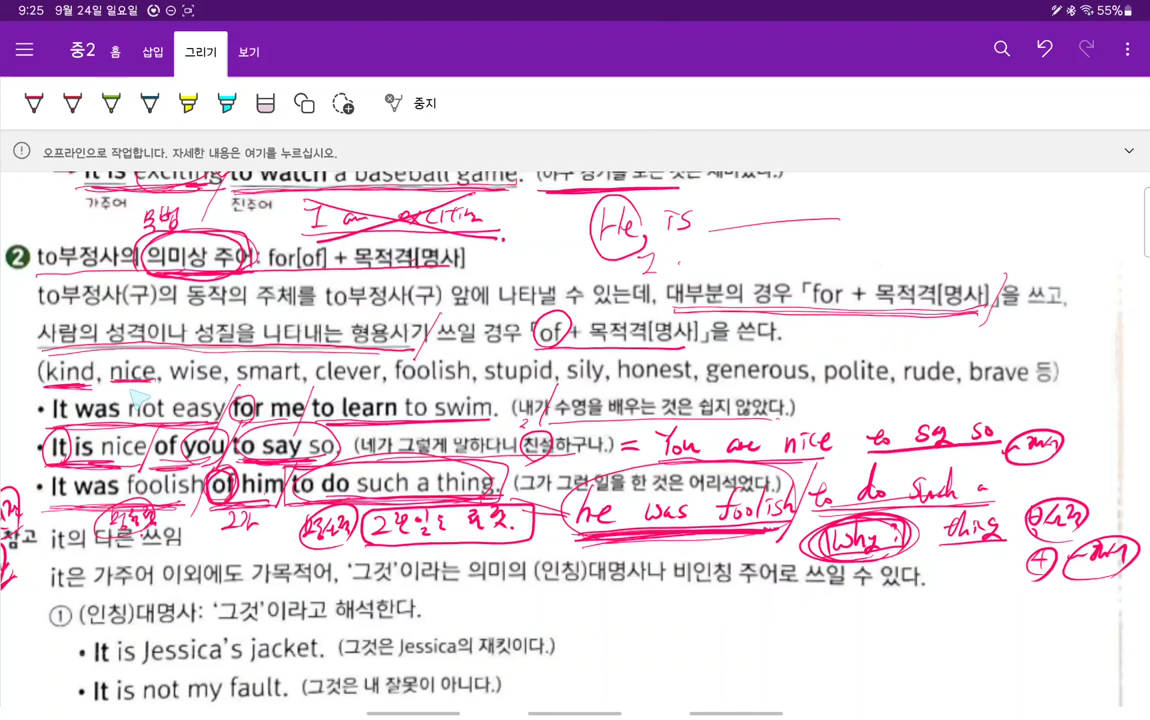 9:25 9월 24일 일요일 55%
중2 홈 삽입 그리기 보기
중지
오프라인으로 작업합니다. 자세한 내용은 여기를 누르십시오.
It is exciting to watch a baseball game. (야구 경기를 보는 것은 재미있다.)
가주어 진주어
I am
He is
2.
2 to부정사의 의미상 주어: for[of] + 목적격[명사]
to부정사(구)의 동작의 주체를 to부정사(구) 앞에 나타낼 수 있는데, 대부분의 경우 「for + 목적격[명사]」을 쓰고,
사람의 성격이나 성질을 나타내는 형용사가 쓰일 경우 「of + 목적격[명사]」을 쓴다.
(kind, nice, wise, smart, clever, foolish, stupid, sily, honest, generous, polite, rude, brave 등)
• It was not easy for me to learn to swim. (내가 수영을 배우는 것은 쉽지 않았다.)
• It is nice of you to say so. (네가 그렇게 말하다니 친절하구나.) = You are nice to say so
• It was foolish of him to do such a thing. (그가 그런 일을 한 것은 어리석었다.)
he was foolish to do such a thing
why?
참고 it의 다른 쓰임
it은 가주어 이외에도 가목적어, ‘그것’이라는 의미의 (인칭)대명사나 비인칭 주어로 쓰일 수 있다.
① (인칭)대명사: ‘그것’이라고 해석한다.
• It is Jessica’s jacket. (그것은 Jessica의 재킷이다.)
• It is not my fault. (그것은 내 잘못이 아니다.)